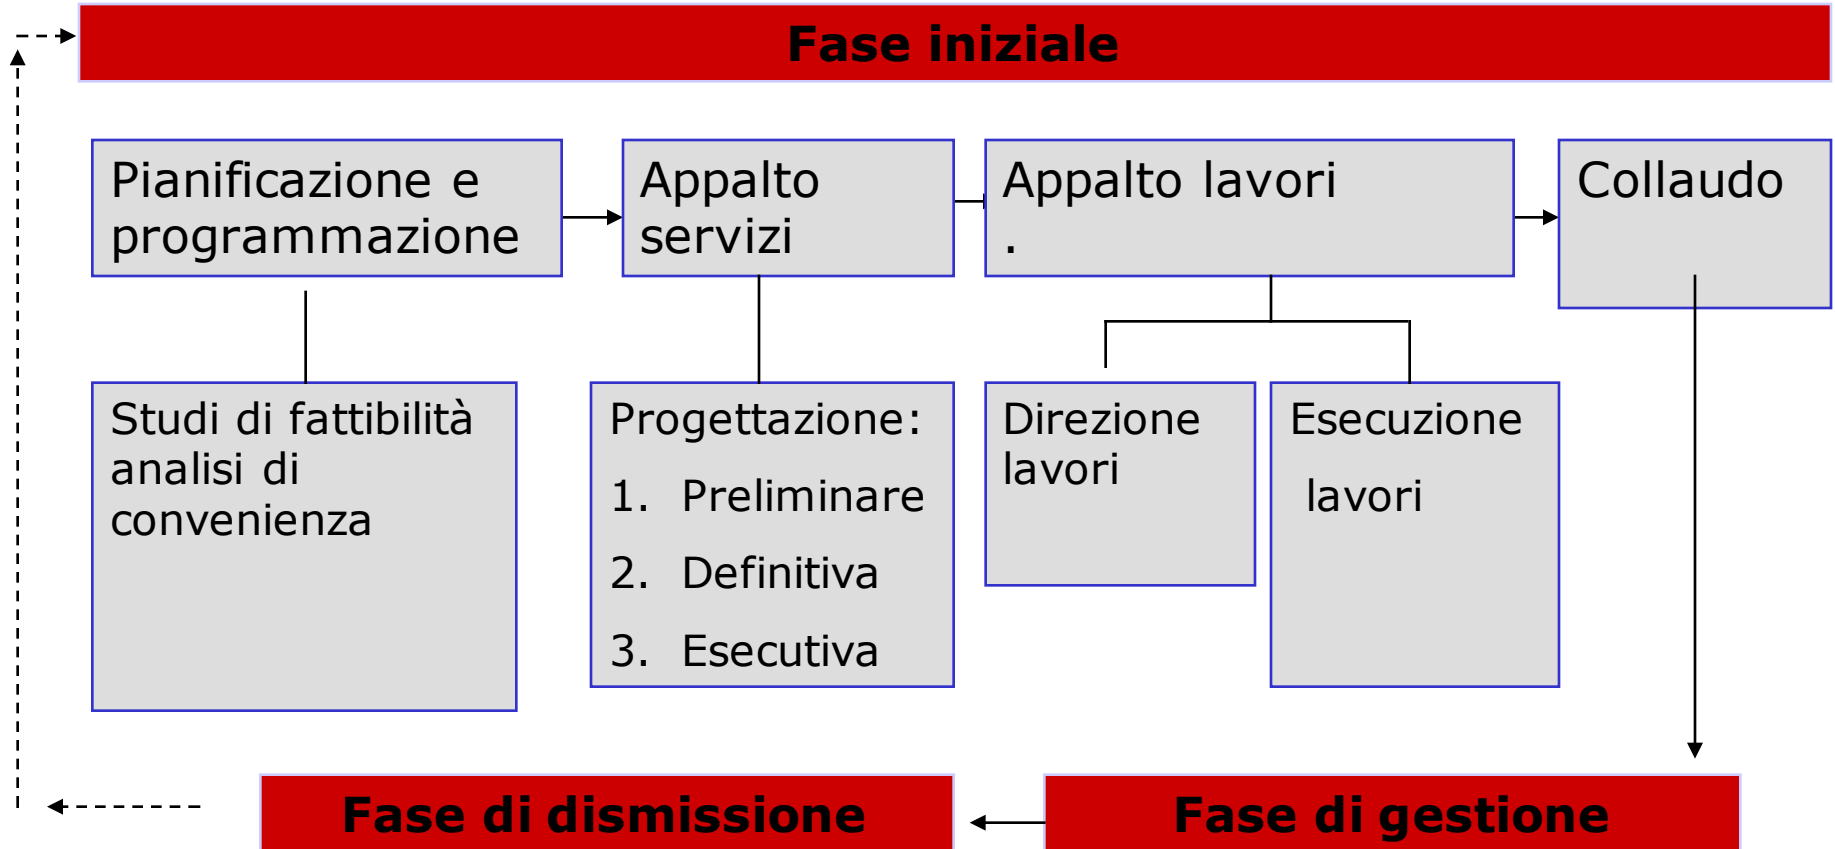 Fase iniziale
Pianificazione e
programmazione
Appalto
servizi
Appalto lavori
.
Collaudo
Studi di fattibilità
analisi di
convenienza
Progettazione:
1. Preliminare
2. Definitiva
3. Esecutiva
Direzione
lavori
Esecuzione
lavori
Fase di dismissione
Fase di gestione